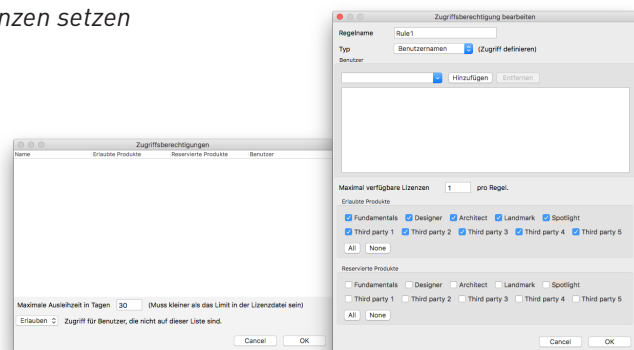 nzen setzen
Zugriffsberechtigungen
Name Erlaubte Produkte Reservierte Produkte Benutzer
Maximale Ausleihzeit in Tagen 30 (Muss kleiner als das Limit in der Lizenzdatei sein)
Erlauben Zugriff für Benutzer, die nicht auf dieser Liste sind.
Cancel OK
Zugriffsberechtigung bearbeiten
Regelname Rule1
Typ Benutzernamen (Zugriff definieren)
Benutzer
Hinzufügen Entfernen
Maximal verfügbare Lizenzen 1 pro Regel.
Erlaubte Produkte
Fundamentals Designer Architect Landmark Spotlight
Third party 1 Third party 2 Third party 3 Third party 4 Third party 5
All None
Reservierte Produkte
Fundamentals Designer Architect Landmark Spotlight
Third party 1 Third party 2 Third party 3 Third party 4 Third party 5
All None
Cancel OK